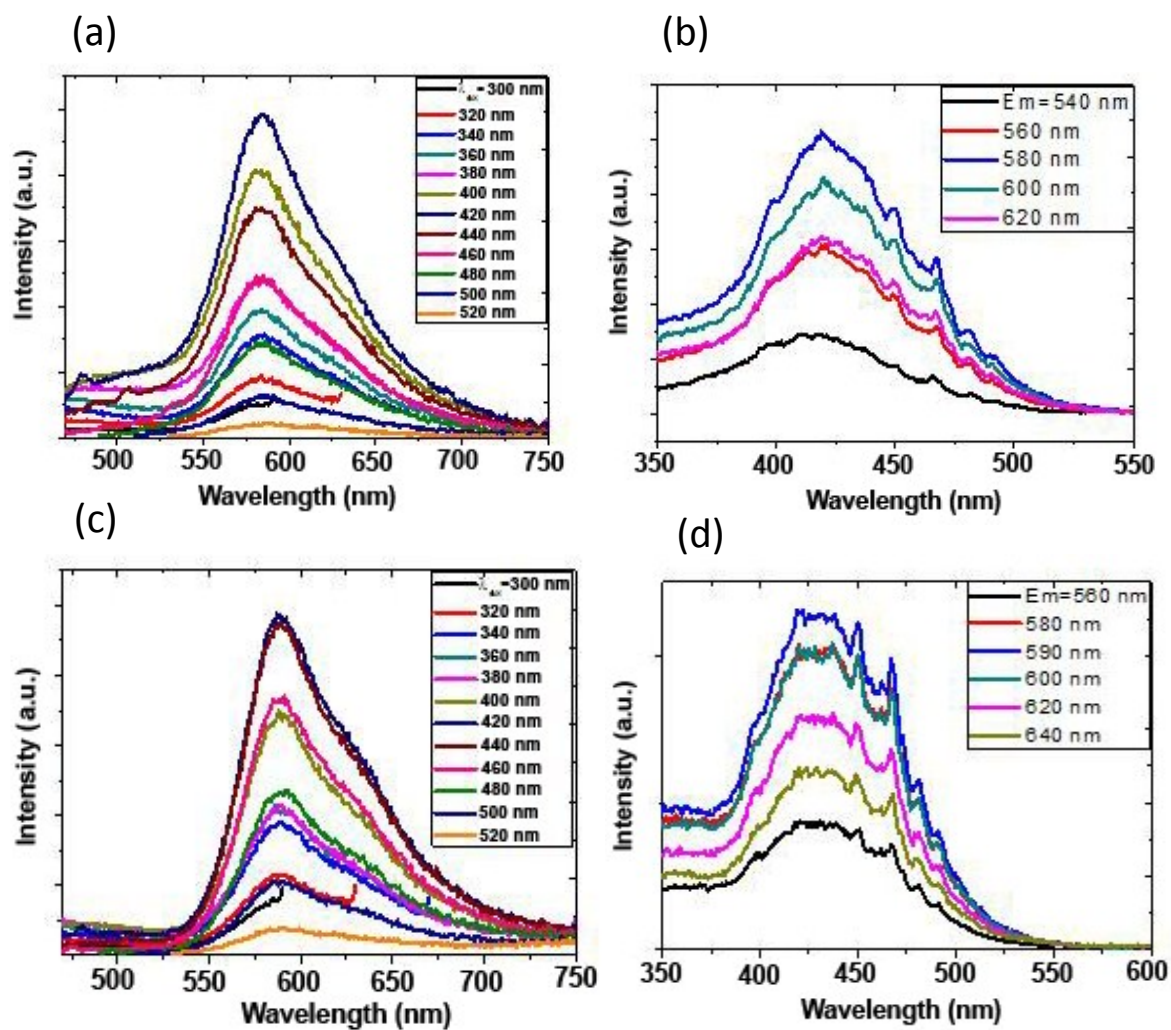 (a)
λex=300 nm
320 nm
340 nm
360 nm
380 nm
400 nm
420 nm
440 nm
460 nm
480 nm
500 nm
520 nm
Intensity (a.u.)
500 550 600 650 700 750
Wavelength (nm)
(b)
Em=540 nm
560 nm
580 nm
600 nm
620 nm
Intensity (a.u.)
350 400 450 500 550
Wavelength (nm)
(c)
λex=300 nm
320 nm
340 nm
360 nm
380 nm
400 nm
420 nm
440 nm
460 nm
480 nm
500 nm
520 nm
Intensity (a.u.)
500 550 600 650 700 750
Wavelength (nm)
(d)
Em=560 nm
580 nm
590 nm
600 nm
620 nm
640 nm
Intensity (a.u.)
350 400 450 500 550 600
Wavelength (nm)